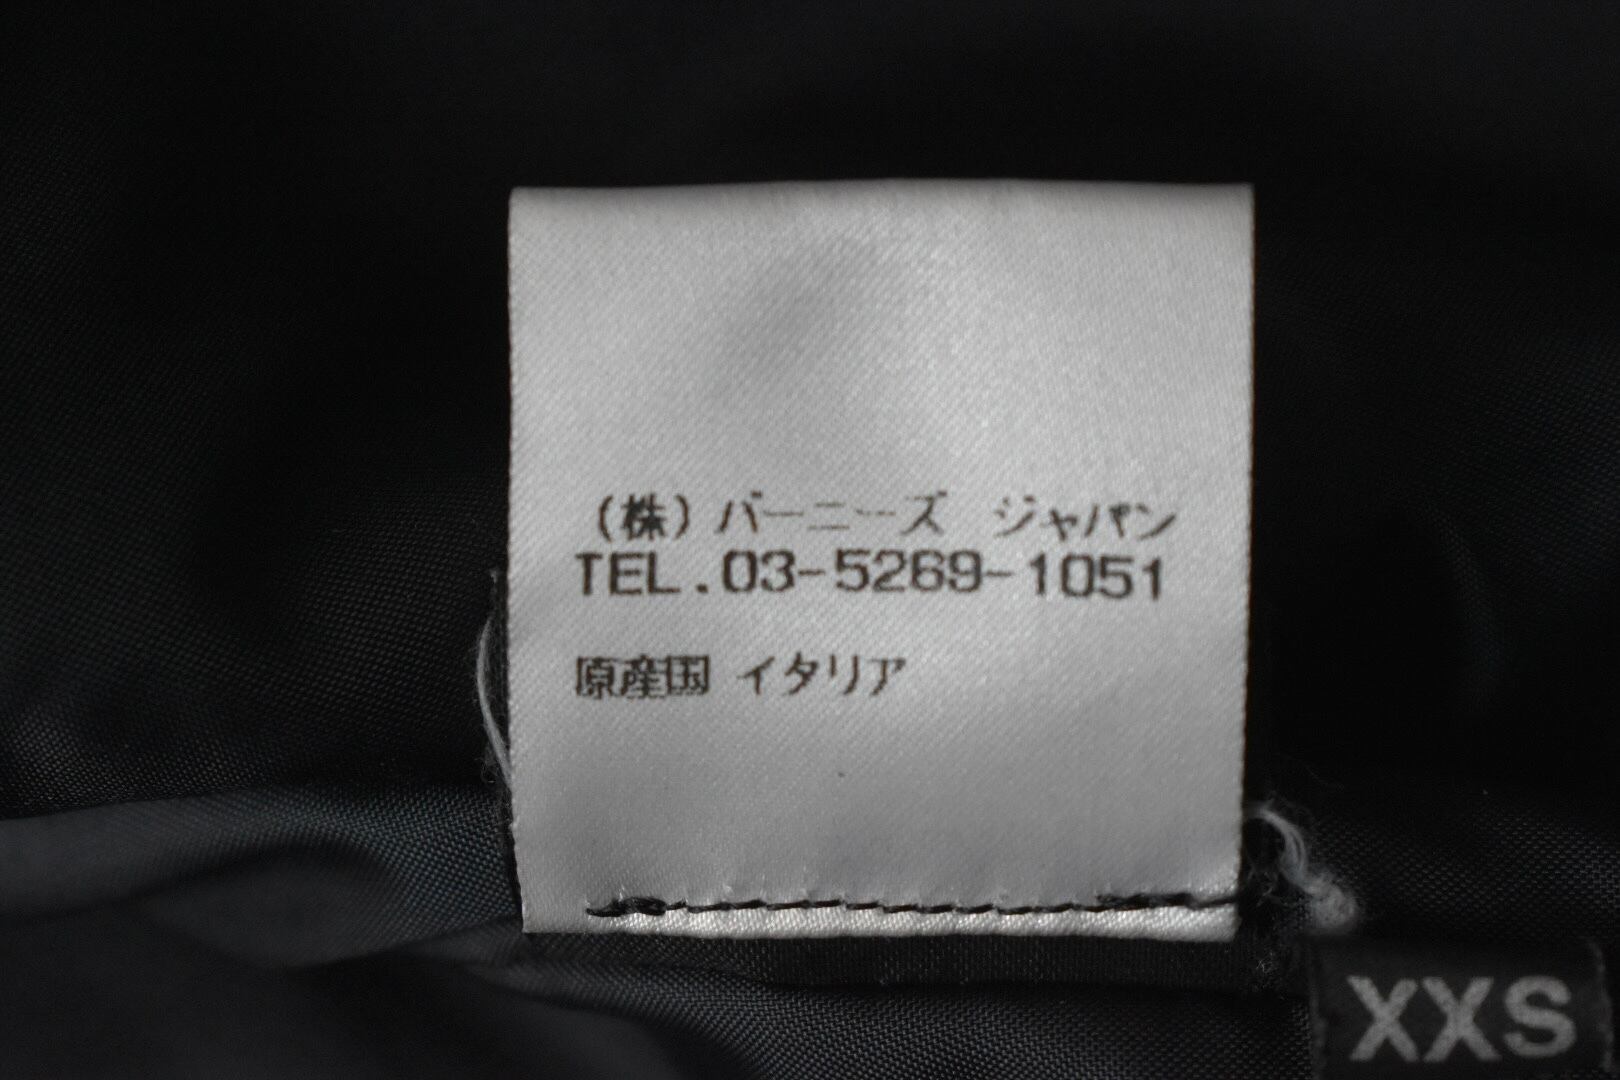 (株)バーニーズ ジャパン
TEL.03-5269-1051
原産国 イタリア
XXS